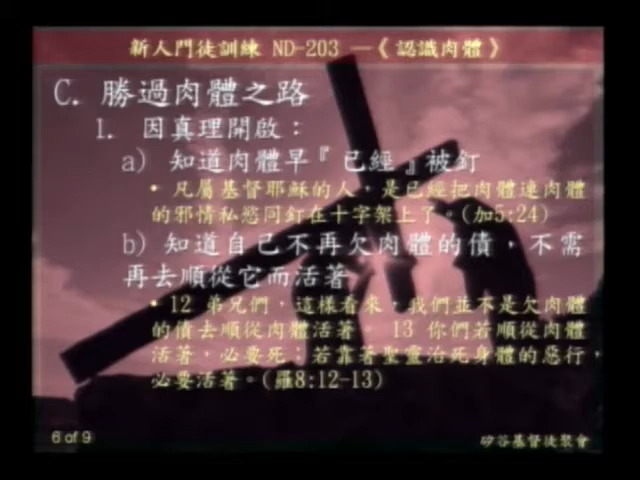 新人門徒訓練 ND-203 —《認識肉體》
C. 勝過肉體之路
1. 因真理開啟：
a) 知道肉體早『已經』被釘
• 凡屬基督耶穌的人，是已經把肉體連肉體
的邪情私慾同釘在十字架上了。(加5:24)
b) 知道自己不再欠肉體的債，不需
再去順從它而活著
• 12 弟兄們，這樣看來，我們並不是欠肉體
的債去順從肉體活著 13 你們若順從肉體
活著，必要死；若靠著聖靈治死身體的惡行，
必要活著。(羅8:12-13)
6 of 9
矽谷基督徒聚會